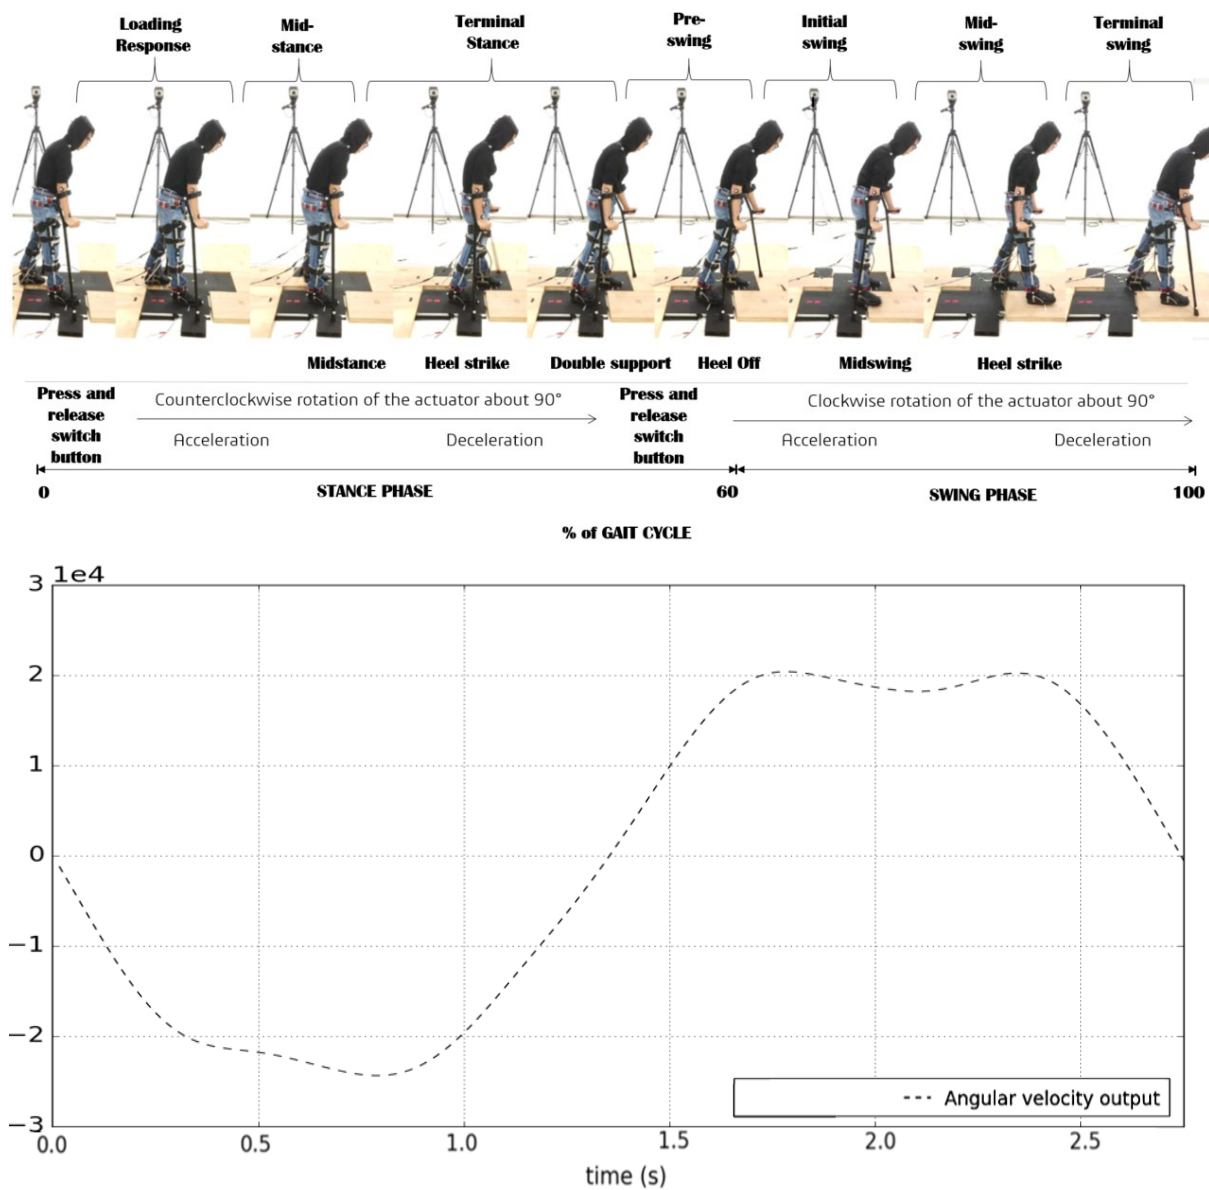 Loading
Response
Mid-
stance
Terminal
Stance
Pre-
swing
Initial
swing
Mid-
swing
Terminal
swing
Midstance Heel strike Double support Heel Off Midswing Heel strike
Press and
release
switch
button
Counterclockwise rotation of the actuator about 90°
Acceleration Deceleration
Press and
release
switch
button
Clockwise rotation of the actuator about 90°
Acceleration Deceleration
0 STANCE PHASE 60 SWING PHASE 100
% of GAIT CYCLE
1e4
3
2
1
0
−1
−2
−3
Angular velocity output
0.0 0.5 1.0 1.5 2.0 2.5
time (s)